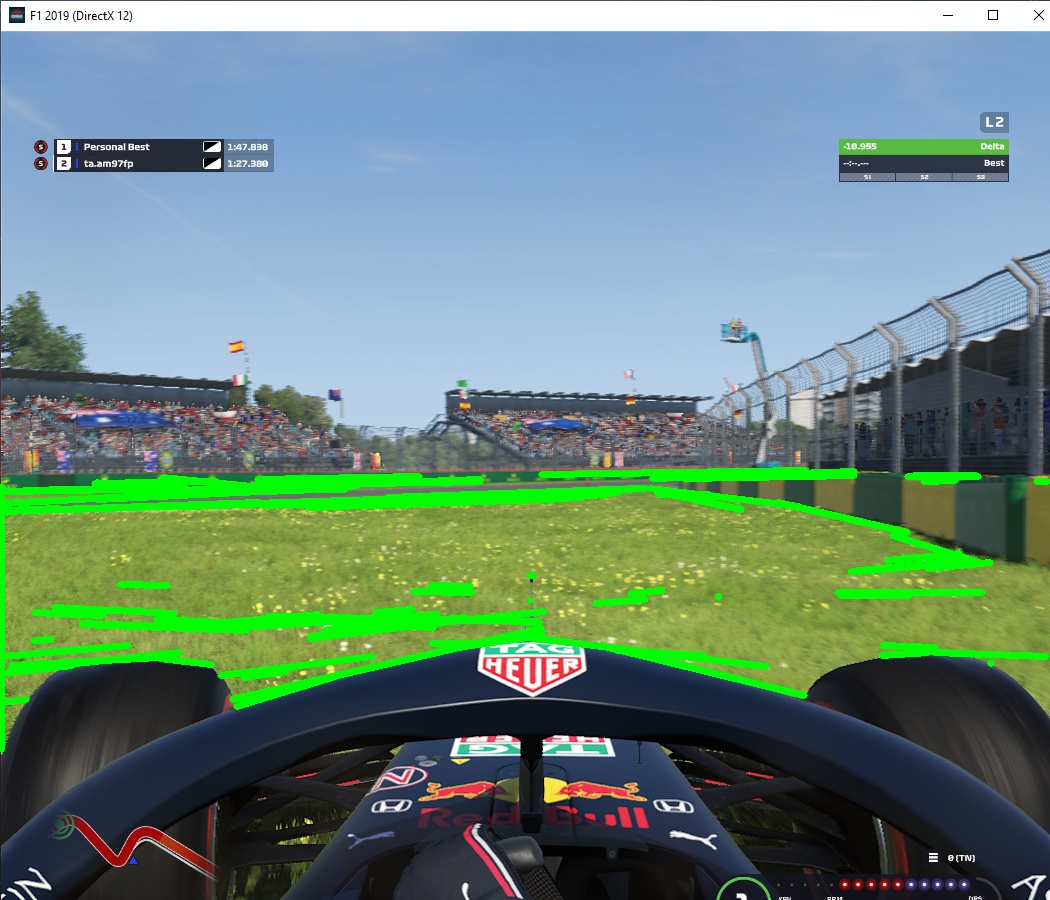 F1 2019 (DirectX 12)
L2
S 1 Personal Best 1:47.838
S 2 ta.am97fp 1:27.380
-10.955 Delta
--:--.--- Best
S1 S2 S3
TAG
HEUER
TAG
Red Bull
0 (TN)